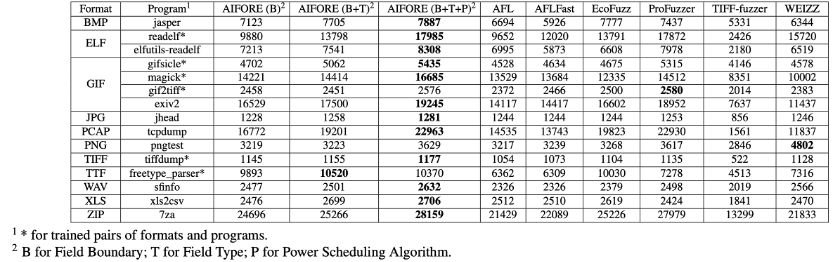 Format Program¹ AIFORE (B)² AIFORE (B+T)² AIFORE (B+T+P)² AFL AFLFast EcoFuzz ProFuzzer TIFF-fuzzer WEIZZ
BMP jasper 7123 7705 7887 6694 5926 7777 7437 5331 6344
ELF readelf* 9880 13798 17985 9652 12020 13791 17872 2426 15720
elfutils-readelf 7213 7541 8308 6995 5873 6608 7978 2180 6519
GIF gifsicle* 4702 5062 5435 4528 4634 4675 5315 4146 4578
magick* 14221 14414 16685 13529 13684 12335 14512 8351 10002
gif2tiff* 2458 2451 2576 2372 2466 2500 2580 2014 2383
exiv2 16529 17500 19245 14117 14417 16602 18952 7637 11437
JPG jhead 1228 1258 1281 1244 1244 1244 1253 856 1246
PCAP tcpdump 16772 19201 22963 14535 13743 19823 22930 1561 11837
PNG pngtest 3219 3223 3629 3217 3239 3268 3617 2846 4802
TIFF tiffdump* 1145 1155 1177 1054 1073 1104 1135 522 1128
TTF freetype_parser* 9893 10520 10370 6362 6309 10030 7278 4513 7316
WAV sfinfo 2477 2501 2632 2326 2326 2379 2498 2019 2566
XLS xls2csv 2476 2699 2706 2512 2510 2619 2424 1841 2470
ZIP 7za 24696 25266 28159 21429 22089 25226 27979 13299 21833
¹ * for trained pairs of formats and programs.
² B for Field Boundary; T for Field Type; P for Power Scheduling Algorithm.